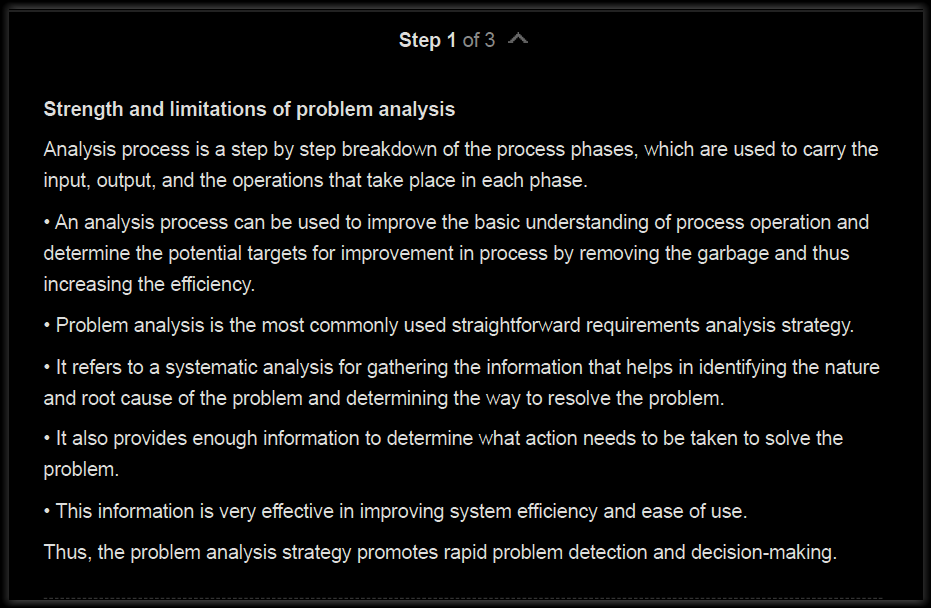 Step 1 of 3
Strength and limitations of problem analysis
Analysis process is a step by step breakdown of the process phases, which are used to carry the
input, output, and the operations that take place in each phase.
• An analysis process can be used to improve the basic understanding of process operation and
determine the potential targets for improvement in process by removing the garbage and thus
increasing the efficiency.
• Problem analysis is the most commonly used straightforward requirements analysis strategy.
• It refers to a systematic analysis for gathering the information that helps in identifying the nature
and root cause of the problem and determining the way to resolve the problem.
• It also provides enough information to determine what action needs to be taken to solve the
problem.
• This information is very effective in improving system efficiency and ease of use.
Thus, the problem analysis strategy promotes rapid problem detection and decision-making.